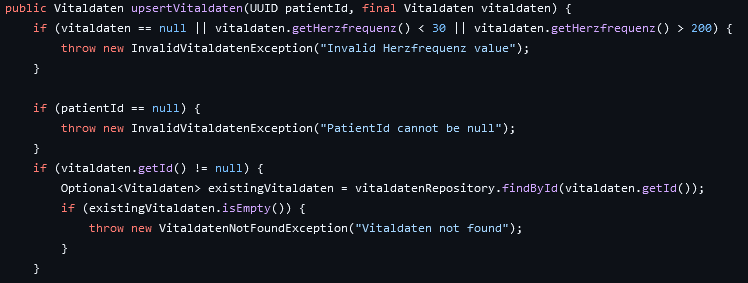 public Vitaldaten upsertVitaldaten(UUID patientId, final Vitaldaten vitaldaten) {
    if (vitaldaten == null || vitaldaten.getHerzfrequenz() < 30 || vitaldaten.getHerzfrequenz() > 200) {
        throw new InvalidVitaldatenException("Invalid Herzfrequenz value");
    }

    if (patientId == null) {
        throw new InvalidVitaldatenException("PatientId cannot be null");
    }
    if (vitaldaten.getId() != null) {
        Optional<Vitaldaten> existingVitaldaten = vitaldatenRepository.findById(vitaldaten.getId());
        if (existingVitaldaten.isEmpty()) {
            throw new VitaldatenNotFoundException("Vitaldaten not found");
        }
    }